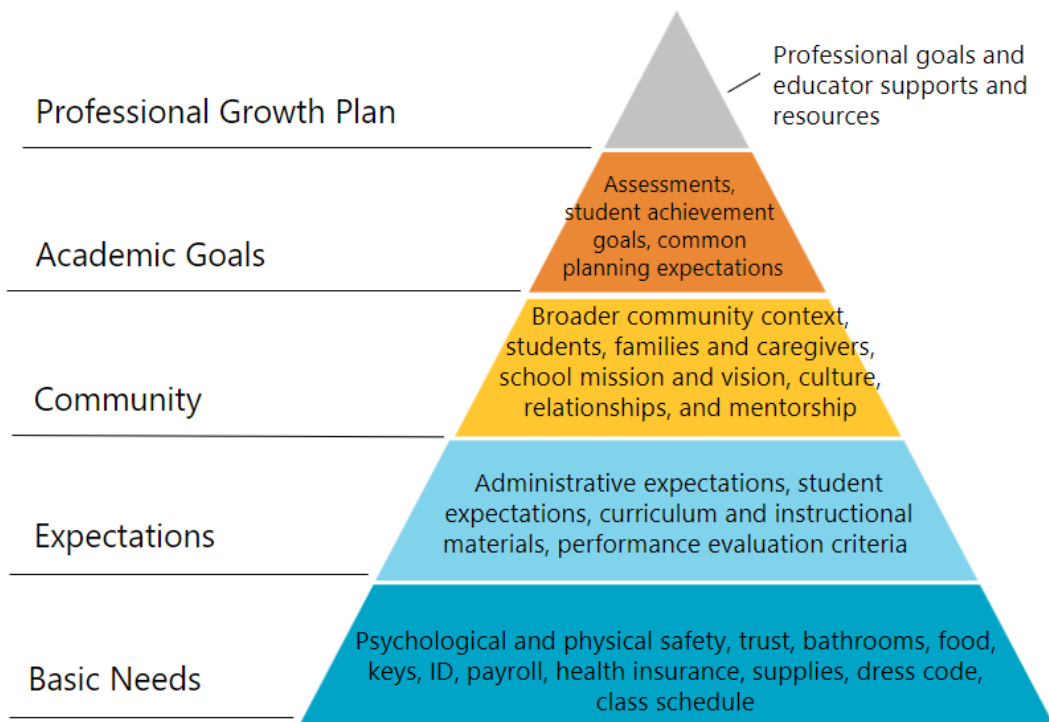 Professional goals and
educator supports and
resources
Professional Growth Plan
Assessments,
student achievement
goals, common
planning expectations
Academic Goals
Broader community context,
students, families and caregivers,
school mission and vision, culture,
relationships, and mentorship
Community
Administrative expectations, student
expectations, curriculum and instructional
materials, performance evaluation criteria
Expectations
Psychological and physical safety, trust, bathrooms, food,
keys, ID, payroll, health insurance, supplies, dress code,
class schedule
Basic Needs